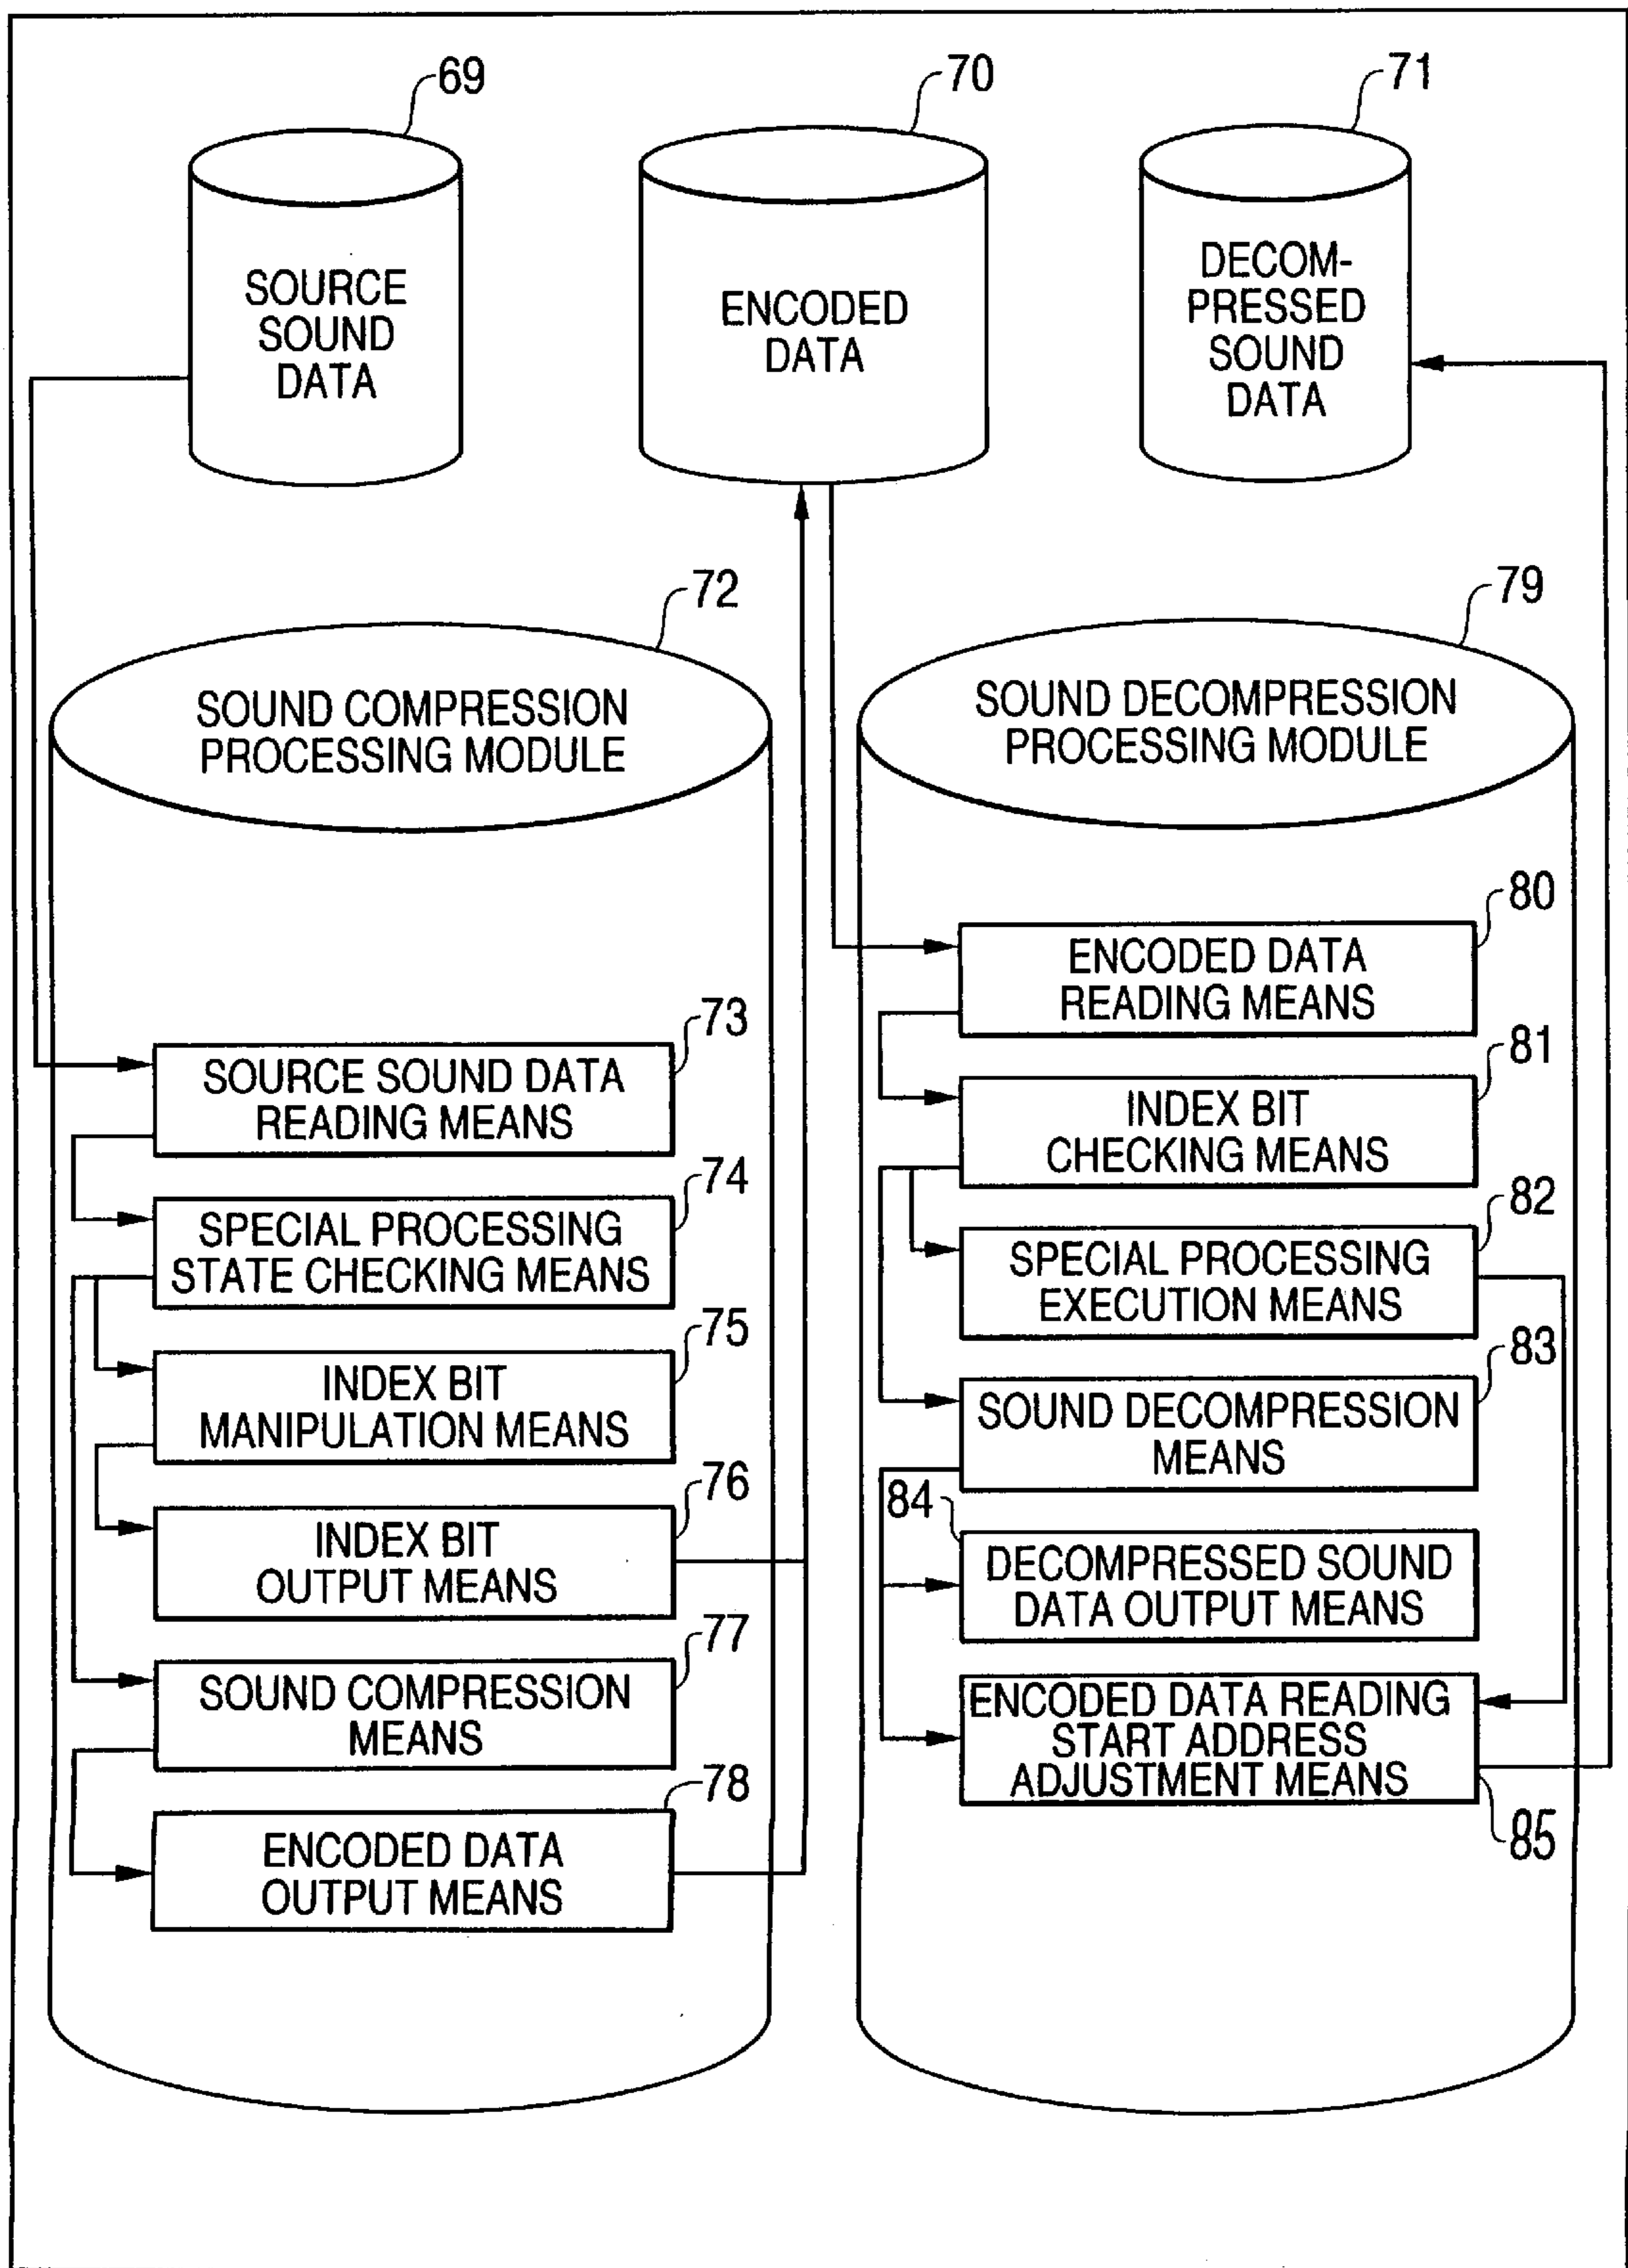 69
70
71
SOURCE
SOUND
DATA
ENCODED
DATA
DECOM-
PRESSED
SOUND
DATA
72
SOUND COMPRESSION
PROCESSING MODULE
73
SOURCE SOUND DATA
READING MEANS
74
SPECIAL PROCESSING
STATE CHECKING MEANS
75
INDEX BIT
MANIPULATION MEANS
76
INDEX BIT
OUTPUT MEANS
77
SOUND COMPRESSION
MEANS
78
ENCODED DATA
OUTPUT MEANS
79
SOUND DECOMPRESSION
PROCESSING MODULE
80
ENCODED DATA
READING MEANS
81
INDEX BIT
CHECKING MEANS
82
SPECIAL PROCESSING
EXECUTION MEANS
83
SOUND DECOMPRESSION
MEANS
84
DECOMPRESSED SOUND
DATA OUTPUT MEANS
ENCODED DATA READING
START ADDRESS
ADJUSTMENT MEANS
85